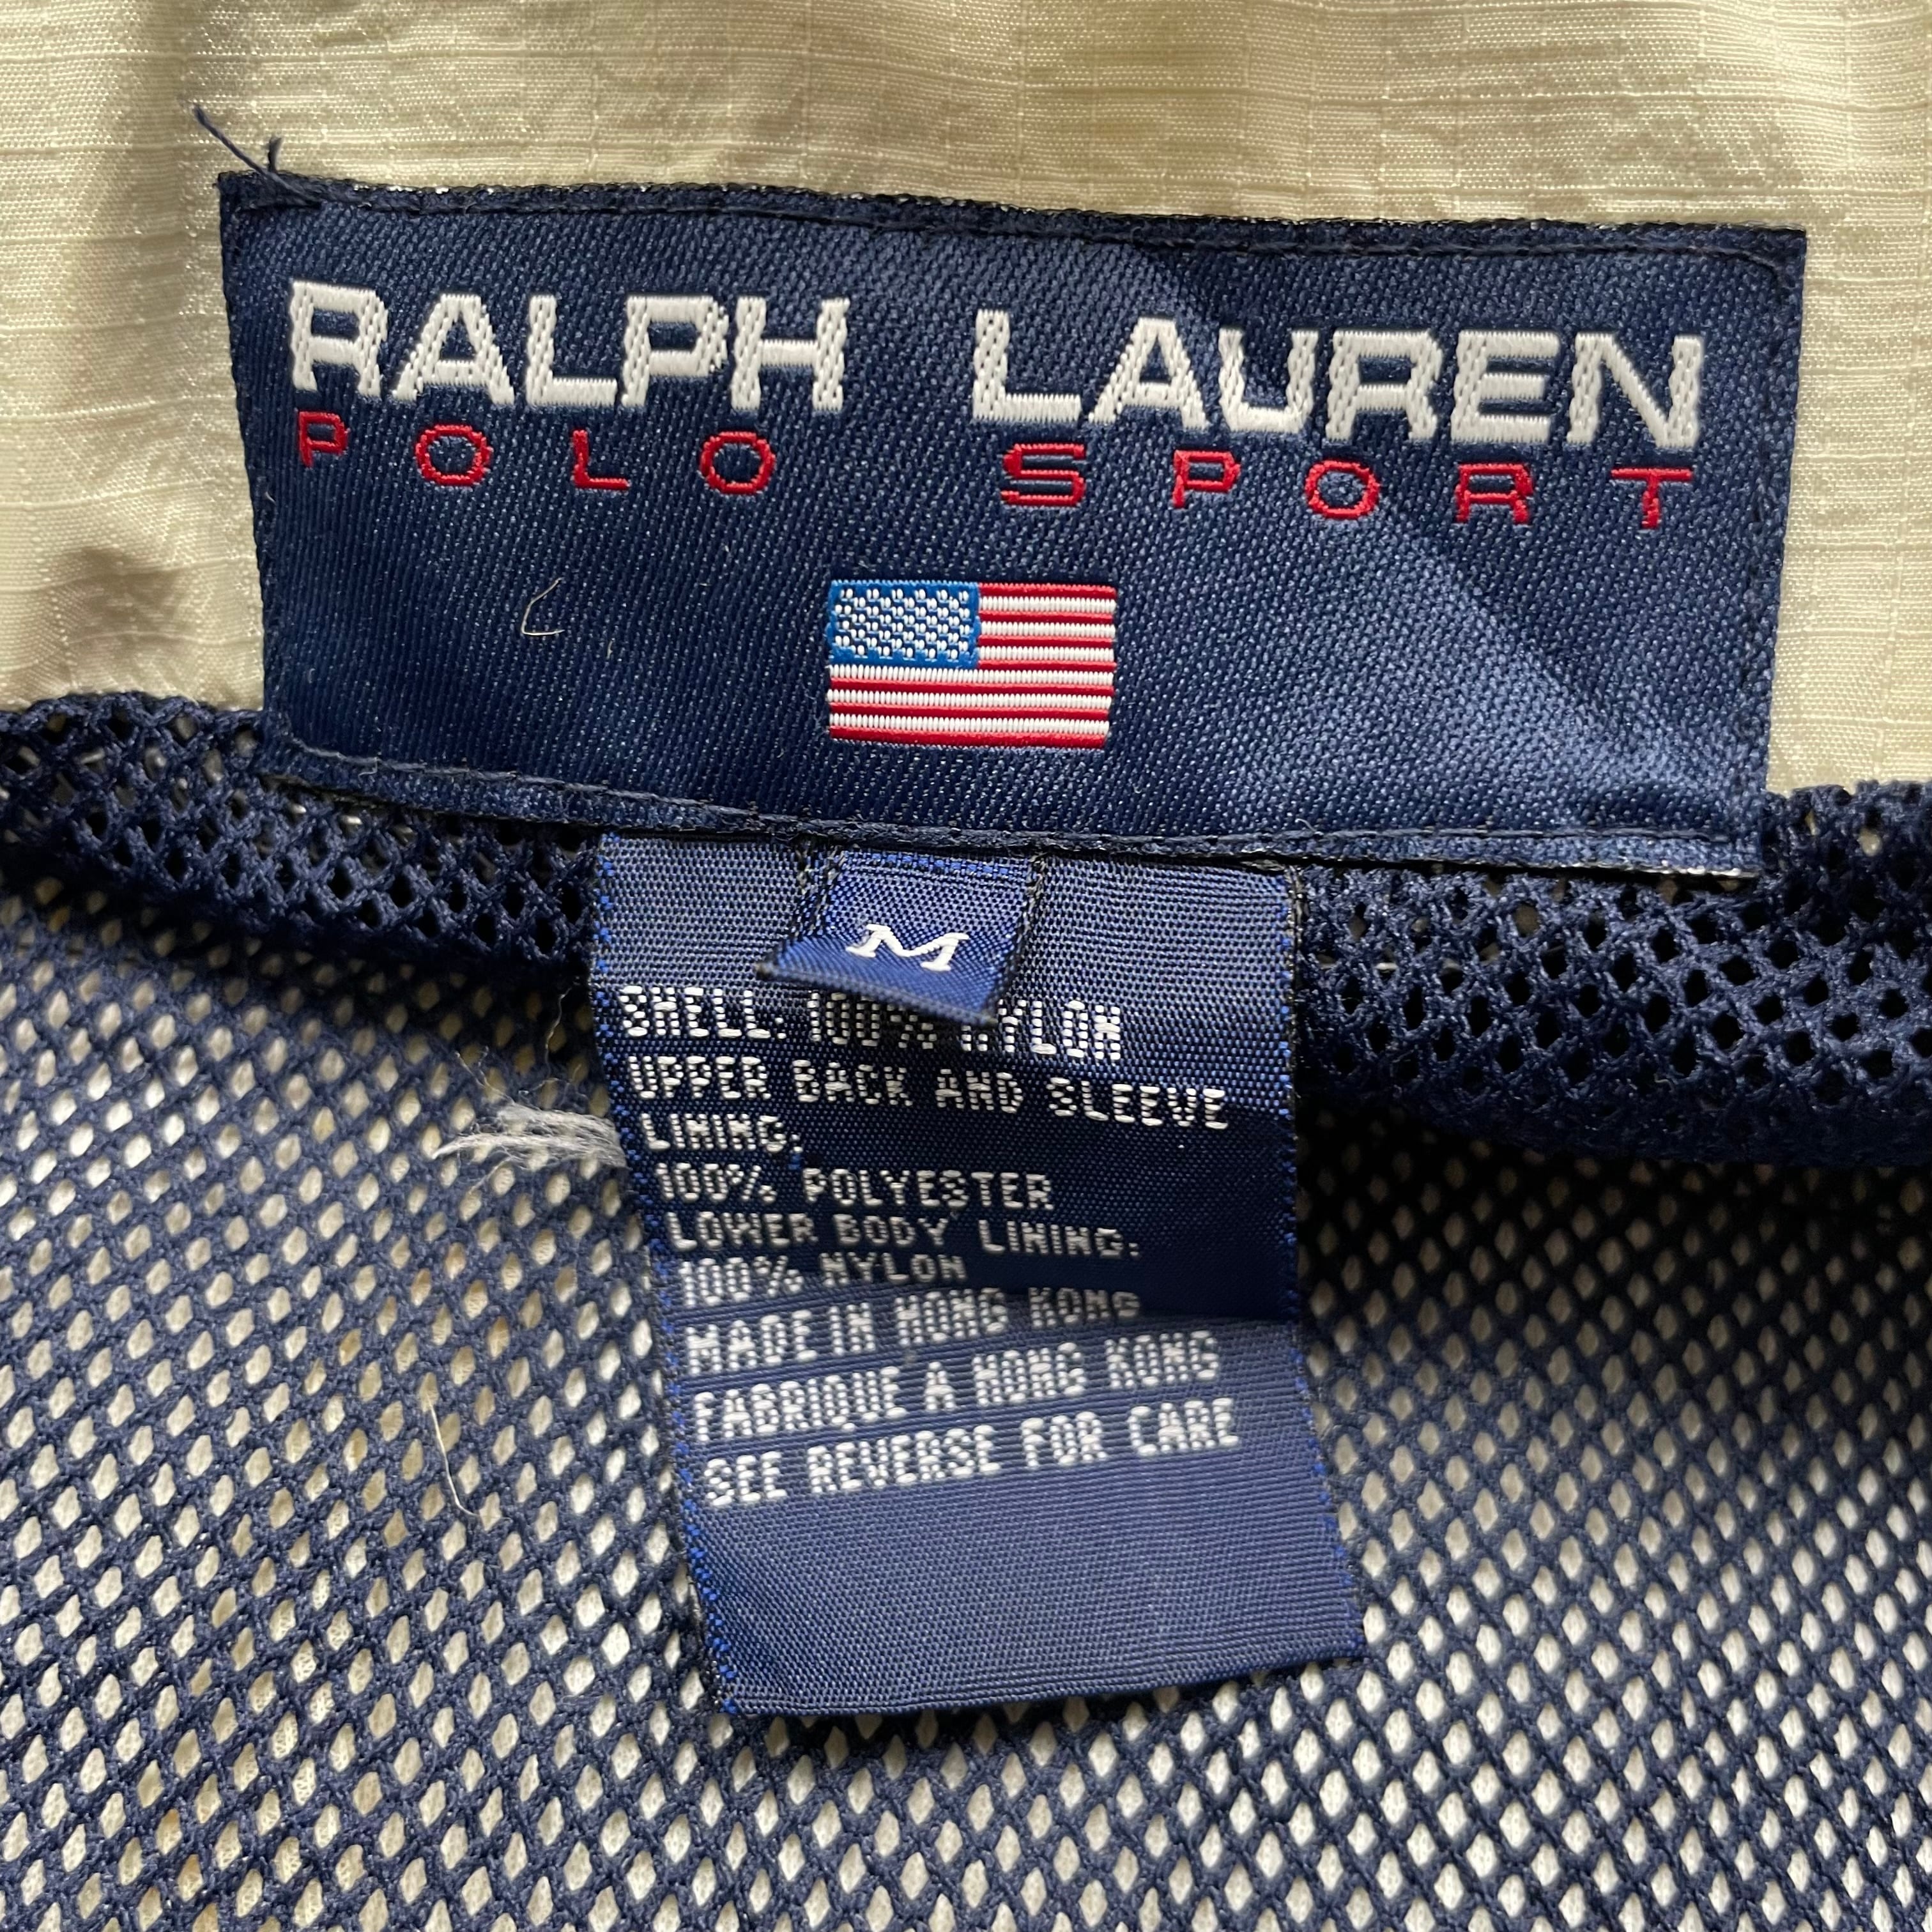 RALPH LAUREN
POLO SPORT
M
SHELL: 100% NYLON
UPPER BACK AND SLEEVE
LINING:
100% POLYESTER
LOWER BODY LINING:
100% NYLON
MADE IN HONG KONG
FABRIQUE A HONG KONG
SEE REVERSE FOR CARE